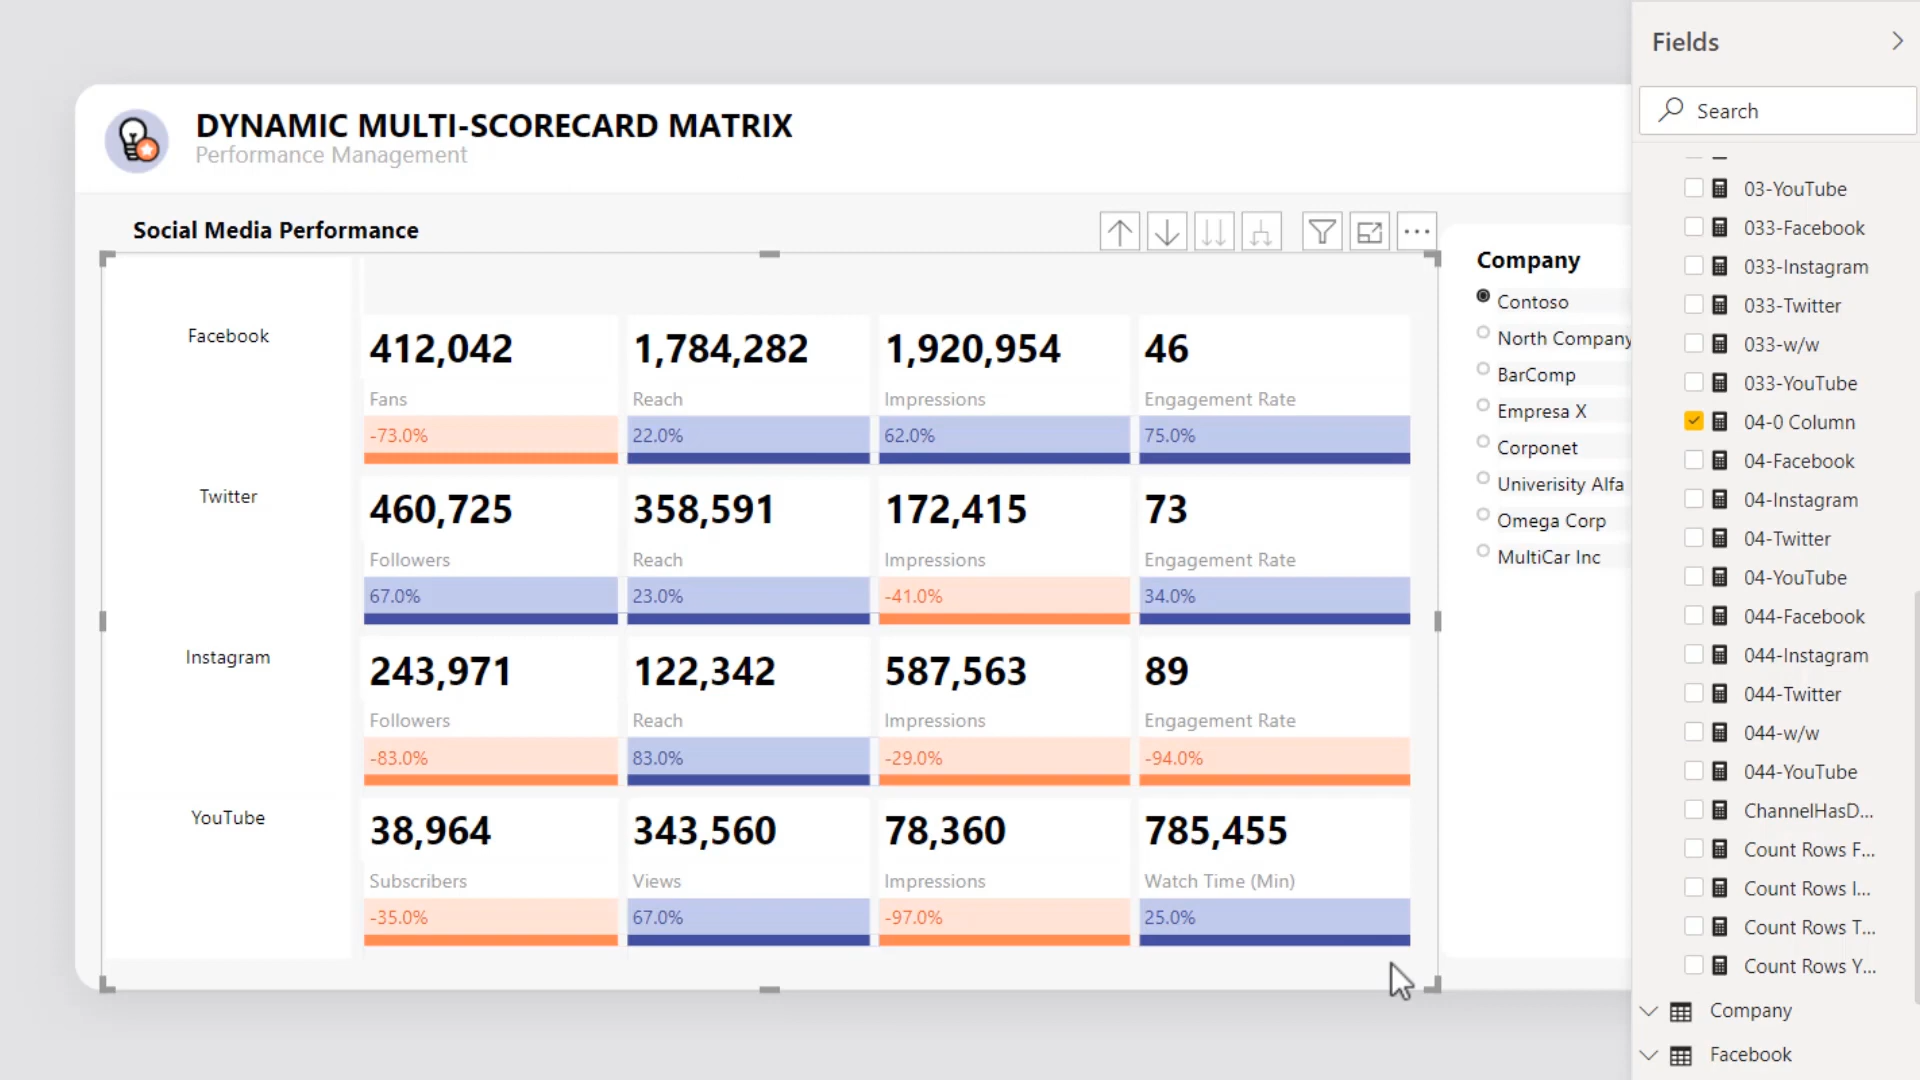 Fields
Search
DYNAMIC MULTI-SCORECARD MATRIX
Performance Management
Social Media Performance
Facebook
412,042
1,784,282
1,920,954
46
Fans
Reach
Impressions
Engagement Rate
-73.0%
22.0%
62.0%
75.0%
Twitter
460,725
358,591
172,415
73
Followers
Reach
Impressions
Engagement Rate
67.0%
23.0%
-41.0%
34.0%
Instagram
243,971
122,342
587,563
89
Followers
Reach
Impressions
Engagement Rate
-83.0%
83.0%
-29.0%
-94.0%
YouTube
38,964
343,560
78,360
785,455
Subscribers
Views
Impressions
Watch Time (Min)
-35.0%
67.0%
-97.0%
25.0%
Company
Contoso
North Company
BarComp
Empresa X
Corponet
Univerisity Alfa
Omega Corp
MultiCar Inc
03-YouTube
033-Facebook
033-Instagram
033-Twitter
033-w/w
033-YouTube
04-0 Column
04-Facebook
04-Instagram
04-Twitter
04-YouTube
044-Facebook
044-Instagram
044-Twitter
044-w/w
044-YouTube
ChannelHasD...
Count Rows F...
Count Rows I...
Count Rows T...
Count Rows Y...
Company
Facebook